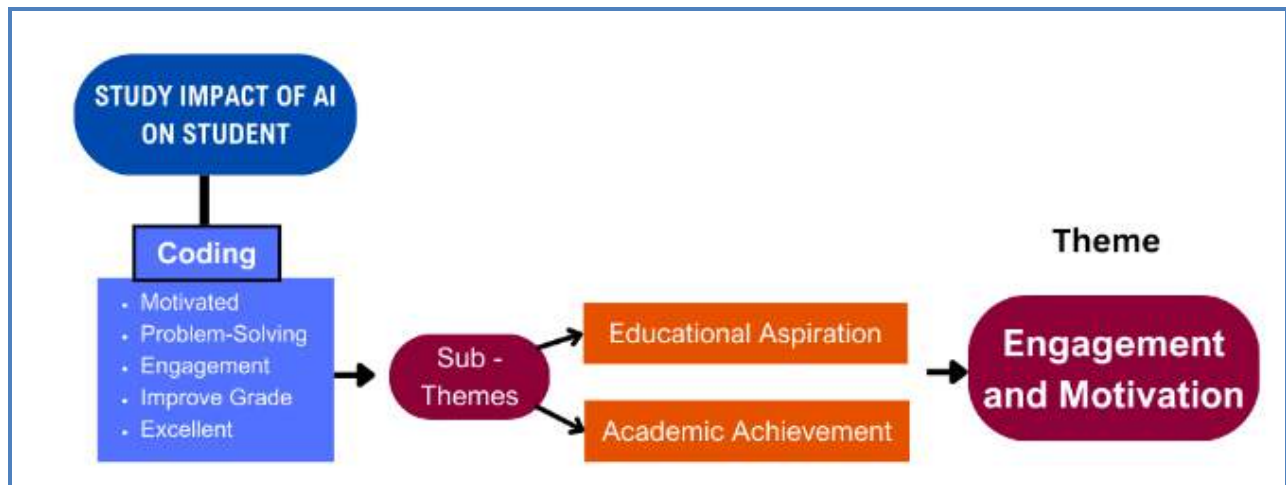 STUDY IMPACT OF AI
ON STUDENT
Coding
• Motivated
• Problem-Solving
• Engagement
• Improve Grade
• Excellent
Sub -
Themes
Educational Aspiration
Academic Achievement
Theme
Engagement
and Motivation